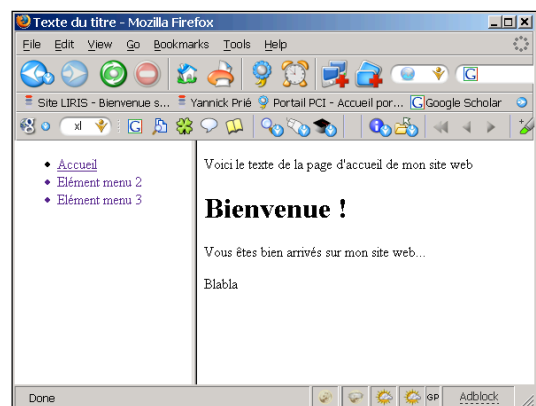 Texte du titre - Mozilla Firefox
File Edit View Go Bookmarks Tools Help
G
Site LIRIS - Bienvenue s... Yannick Prié Portail PCI - Accueil por... Google Scholar
xl G
Accueil
Elément menu 2
Elément menu 3
Voici le texte de la page d'accueil de mon site web
Bienvenue !
Vous êtes bien arrivés sur mon site web...
Blabla
Done GP Adblock